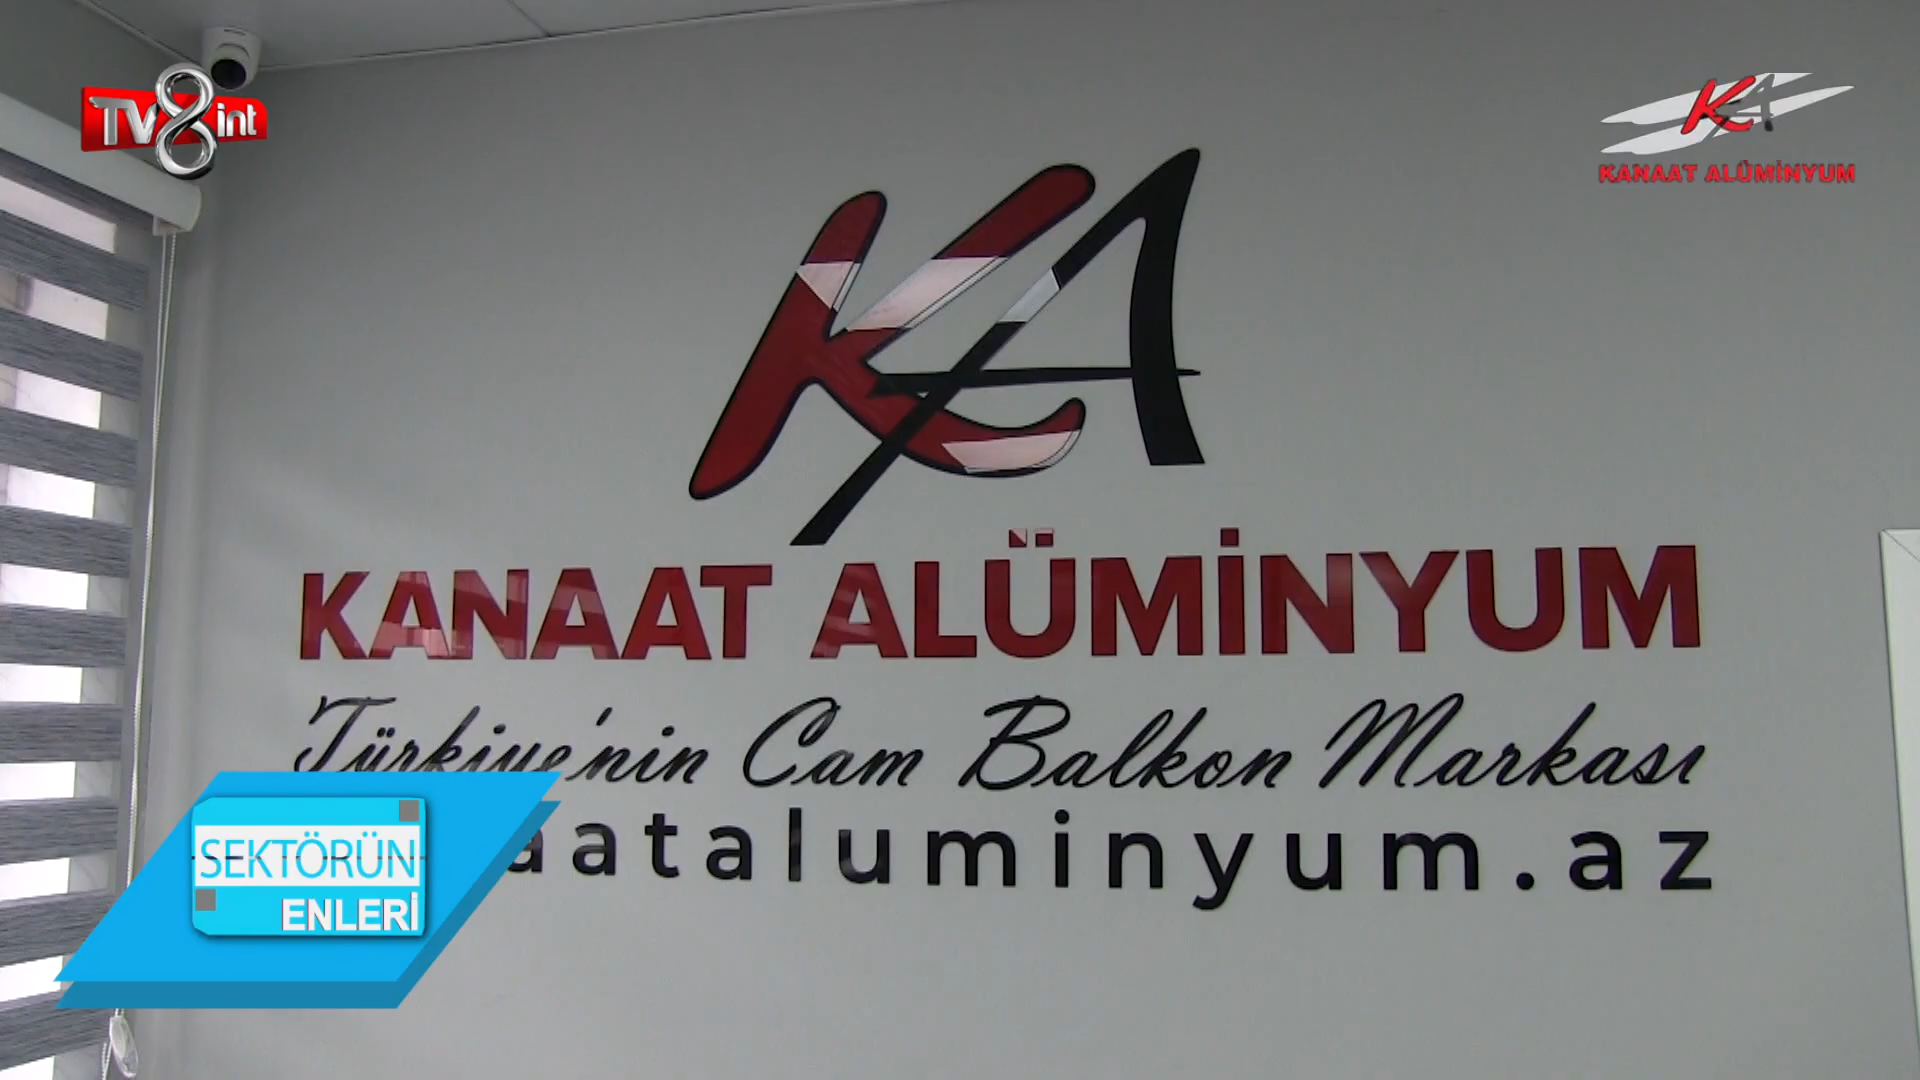 TV8int
KA
KANAAT ALÜMİNYUM
KA
KANAAT ALÜMİNYUM
Türkiye'nin Cam Balkon Markası
aataluminyum.az
SEKTÖRÜN
ENLERİ